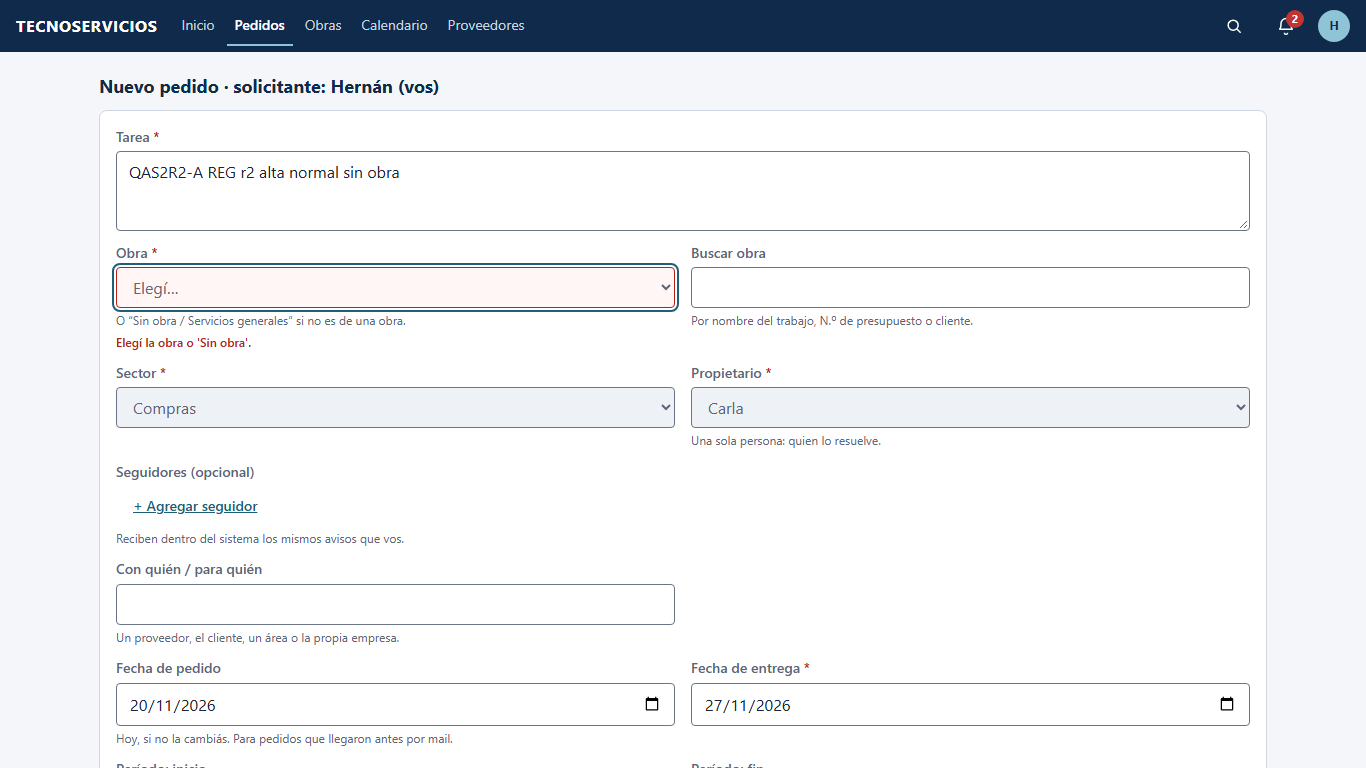 TECNOSERVICIOS Inicio Pedidos Obras Calendario Proveedores 2 H
Nuevo pedido · solicitante: Hernán (vos)
Tarea *
QAS2R2-A REG r2 alta normal sin obra
Obra * Buscar obra
Elegí...
O “Sin obra / Servicios generales” si no es de una obra. Por nombre del trabajo, N.º de presupuesto o cliente.
Elegí la obra o 'Sin obra'.
Sector * Propietario *
Compras Carla
Una sola persona: quien lo resuelve.
Seguidores (opcional)
+ Agregar seguidor
Reciben dentro del sistema los mismos avisos que vos.
Con quién / para quién
Un proveedor, el cliente, un área o la propia empresa.
Fecha de pedido Fecha de entrega *
20/11/2026 27/11/2026
Hoy, si no la cambiás. Para pedidos que llegaron antes por mail.
Período: inicio Período: fin